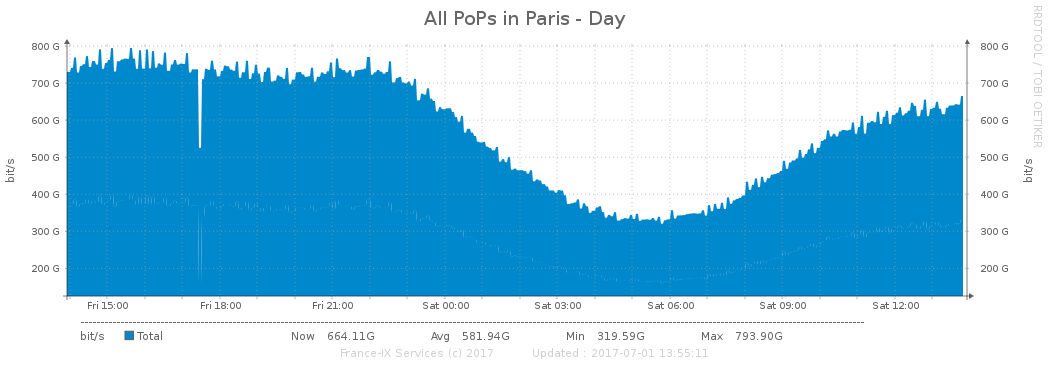 All PoPs in Paris - Day
RRDTOOL / TOBI OETIKER
800 G 800 G
700 G 700 G
600 G 600 G
500 G 500 G
400 G 400 G
300 G 300 G
200 G 200 G
bit/s
bit/s
Fri 15:00 Fri 18:00 Fri 21:00 Sat 00:00 Sat 03:00 Sat 06:00 Sat 09:00 Sat 12:00
bit/s Total Now 664.11G Avg 581.94G Min 319.59G Max 793.90G
France-IX Services (c) 2017 Updated : 2017-07-01 13:55:11